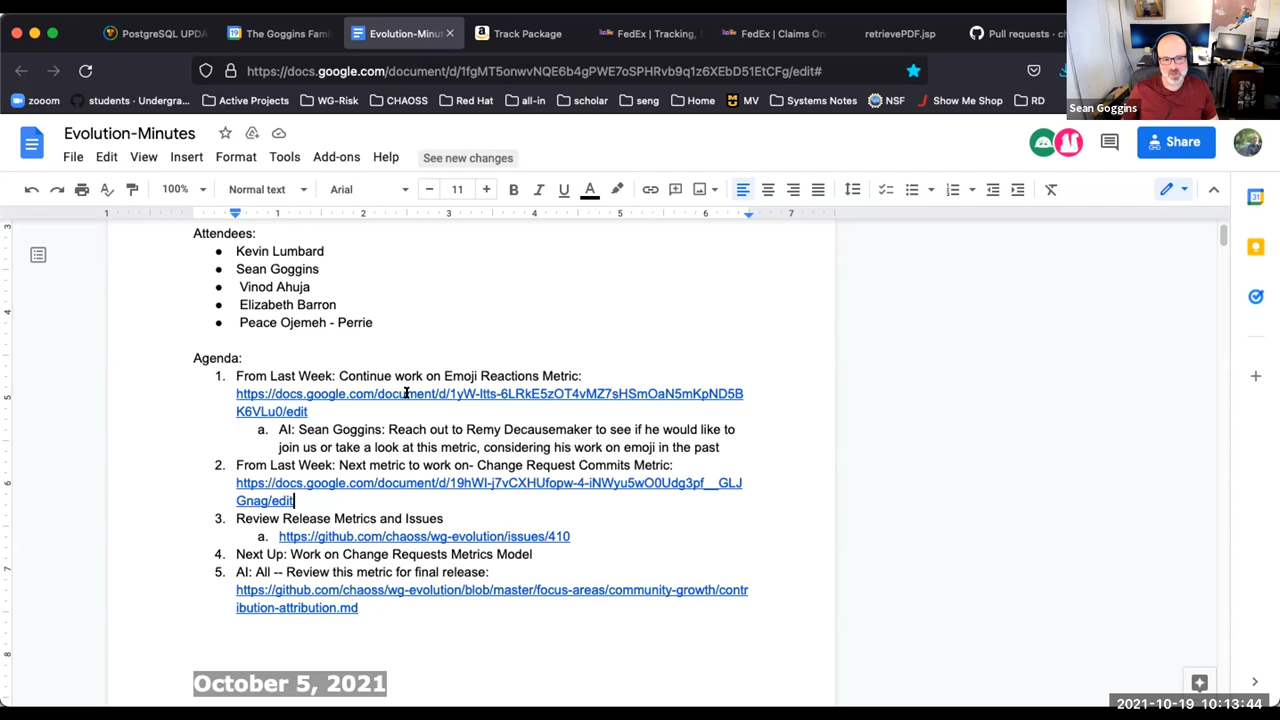 PostgreSQL UPDA
The Goggins Fami
Evolution-Minut
Track Package
FedEx | Tracking,
FedEx | Claims On
retrievePDF.jsp
Pull requests · ch
https://docs.google.com/document/d/1fgMT5onwvNQE6b4gPWE7oSPHRvb9q1z6XEbD51EtCFg/edit#
zooom
students - Undergra...
Active Projects
WG-Risk
CHAOSS
Red Hat
all-in
scholar
seng
Home
MV
Systems Notes
NSF
Show Me Shop
RD
Sean Goggins
Evolution-Minutes
File Edit View Insert Format Tools Add-ons Help See new changes
Share
100% Normal text Arial 11
1 1 2 3 4 5 6 7
Attendees:
● Kevin Lumbard
● Sean Goggins
● Vinod Ahuja
● Elizabeth Barron
● Peace Ojemeh - Perrie
Agenda:
1. From Last Week: Continue work on Emoji Reactions Metric:
https://docs.google.com/document/d/1yW-Itts-6LRkE5zOT4vMZ7sHSmOaN5mKpND5B
K6VLu0/edit
a. AI: Sean Goggins: Reach out to Remy Decausemaker to see if he would like to
join us or take a look at this metric, considering his work on emoji in the past
2. From Last Week: Next metric to work on- Change Request Commits Metric:
https://docs.google.com/document/d/19hWI-j7vCXHUfopw-4-iNWyu5wO0Udg3pf__GLJ
Gnag/edit
3. Review Release Metrics and Issues
a. https://github.com/chaoss/wg-evolution/issues/410
4. Next Up: Work on Change Requests Metrics Model
5. AI: All -- Review this metric for final release:
https://github.com/chaoss/wg-evolution/blob/master/focus-areas/community-growth/contr
ibution-attribution.md
October 5, 2021
2021-10-19 10:13:44